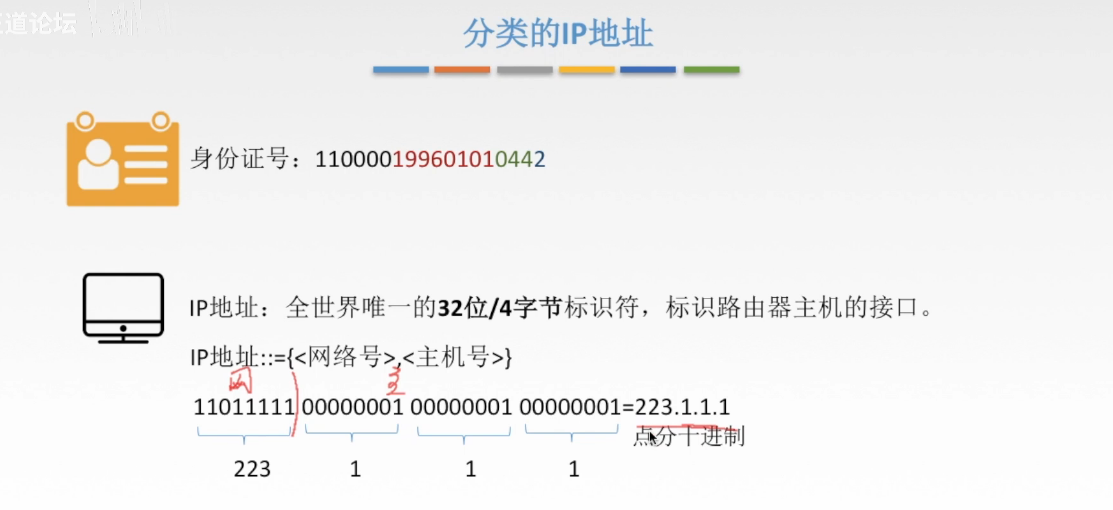 道论坛
分类的IP地址
身份证号：110000199601010442
IP地址：全世界唯一的32位/4字节标识符，标识路由器主机的接口。
IP地址::={<网络号>,<主机号>}
网
11011111 00000001 00000001 00000001=223.1.1.1
点分十进制
223 1 1 1